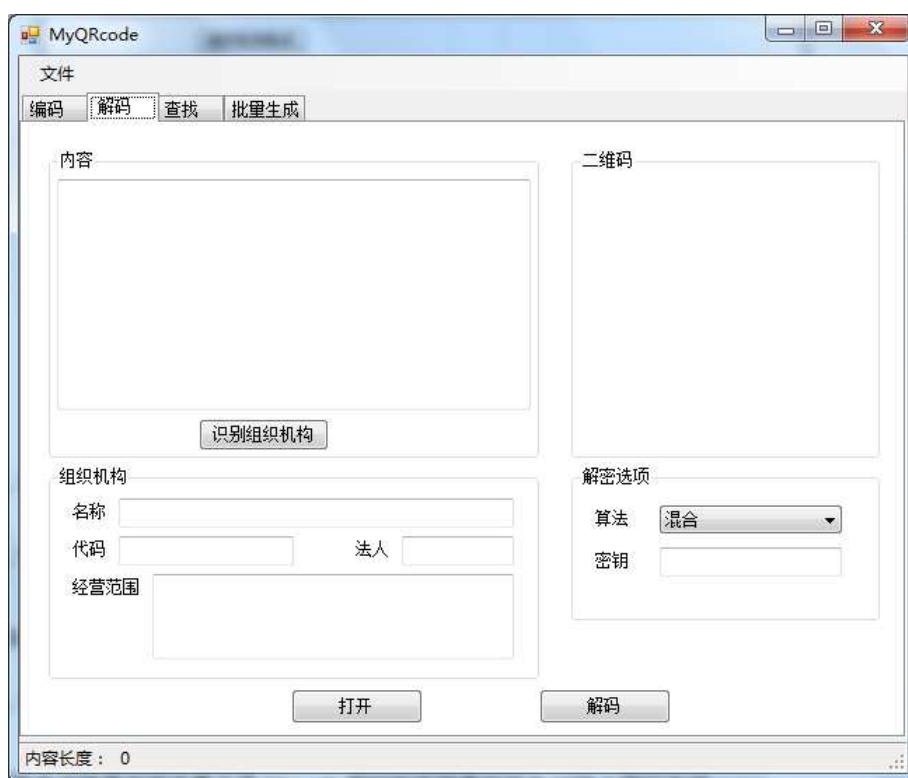 MyQRcode
文件
编码 解码 查找 批量生成
内容 二维码
识别组织机构
组织机构 解密选项
名称 算法 混合
代码 法人 密钥
经营范围
打开 解码
内容长度： 0